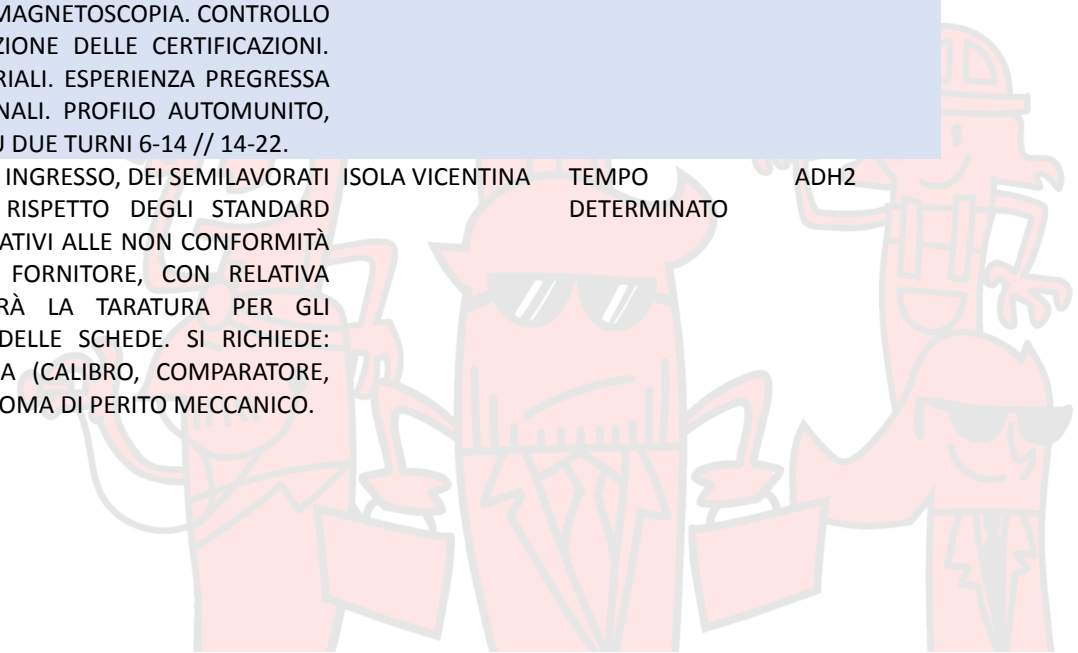 MAGNETOSCOPIA. CONTROLLO
ZIONE DELLE CERTIFICAZIONI.
RIALI. ESPERIENZA PREGRESSA
NALI. PROFILO AUTOMUNITO,
U DUE TURNI 6-14 // 14-22.
INGRESSO, DEI SEMILAVORATI ISOLA VICENTINA TEMPO ADH2
RISPETTO DEGLI STANDARD DETERMINATO
ATIVI ALLE NON CONFORMITÀ
FORNITORE, CON RELATIVA
RÀ LA TARATURA PER GLI
DELLE SCHEDE. SI RICHIEDE:
A (CALIBRO, COMPARATORE,
OMA DI PERITO MECCANICO.